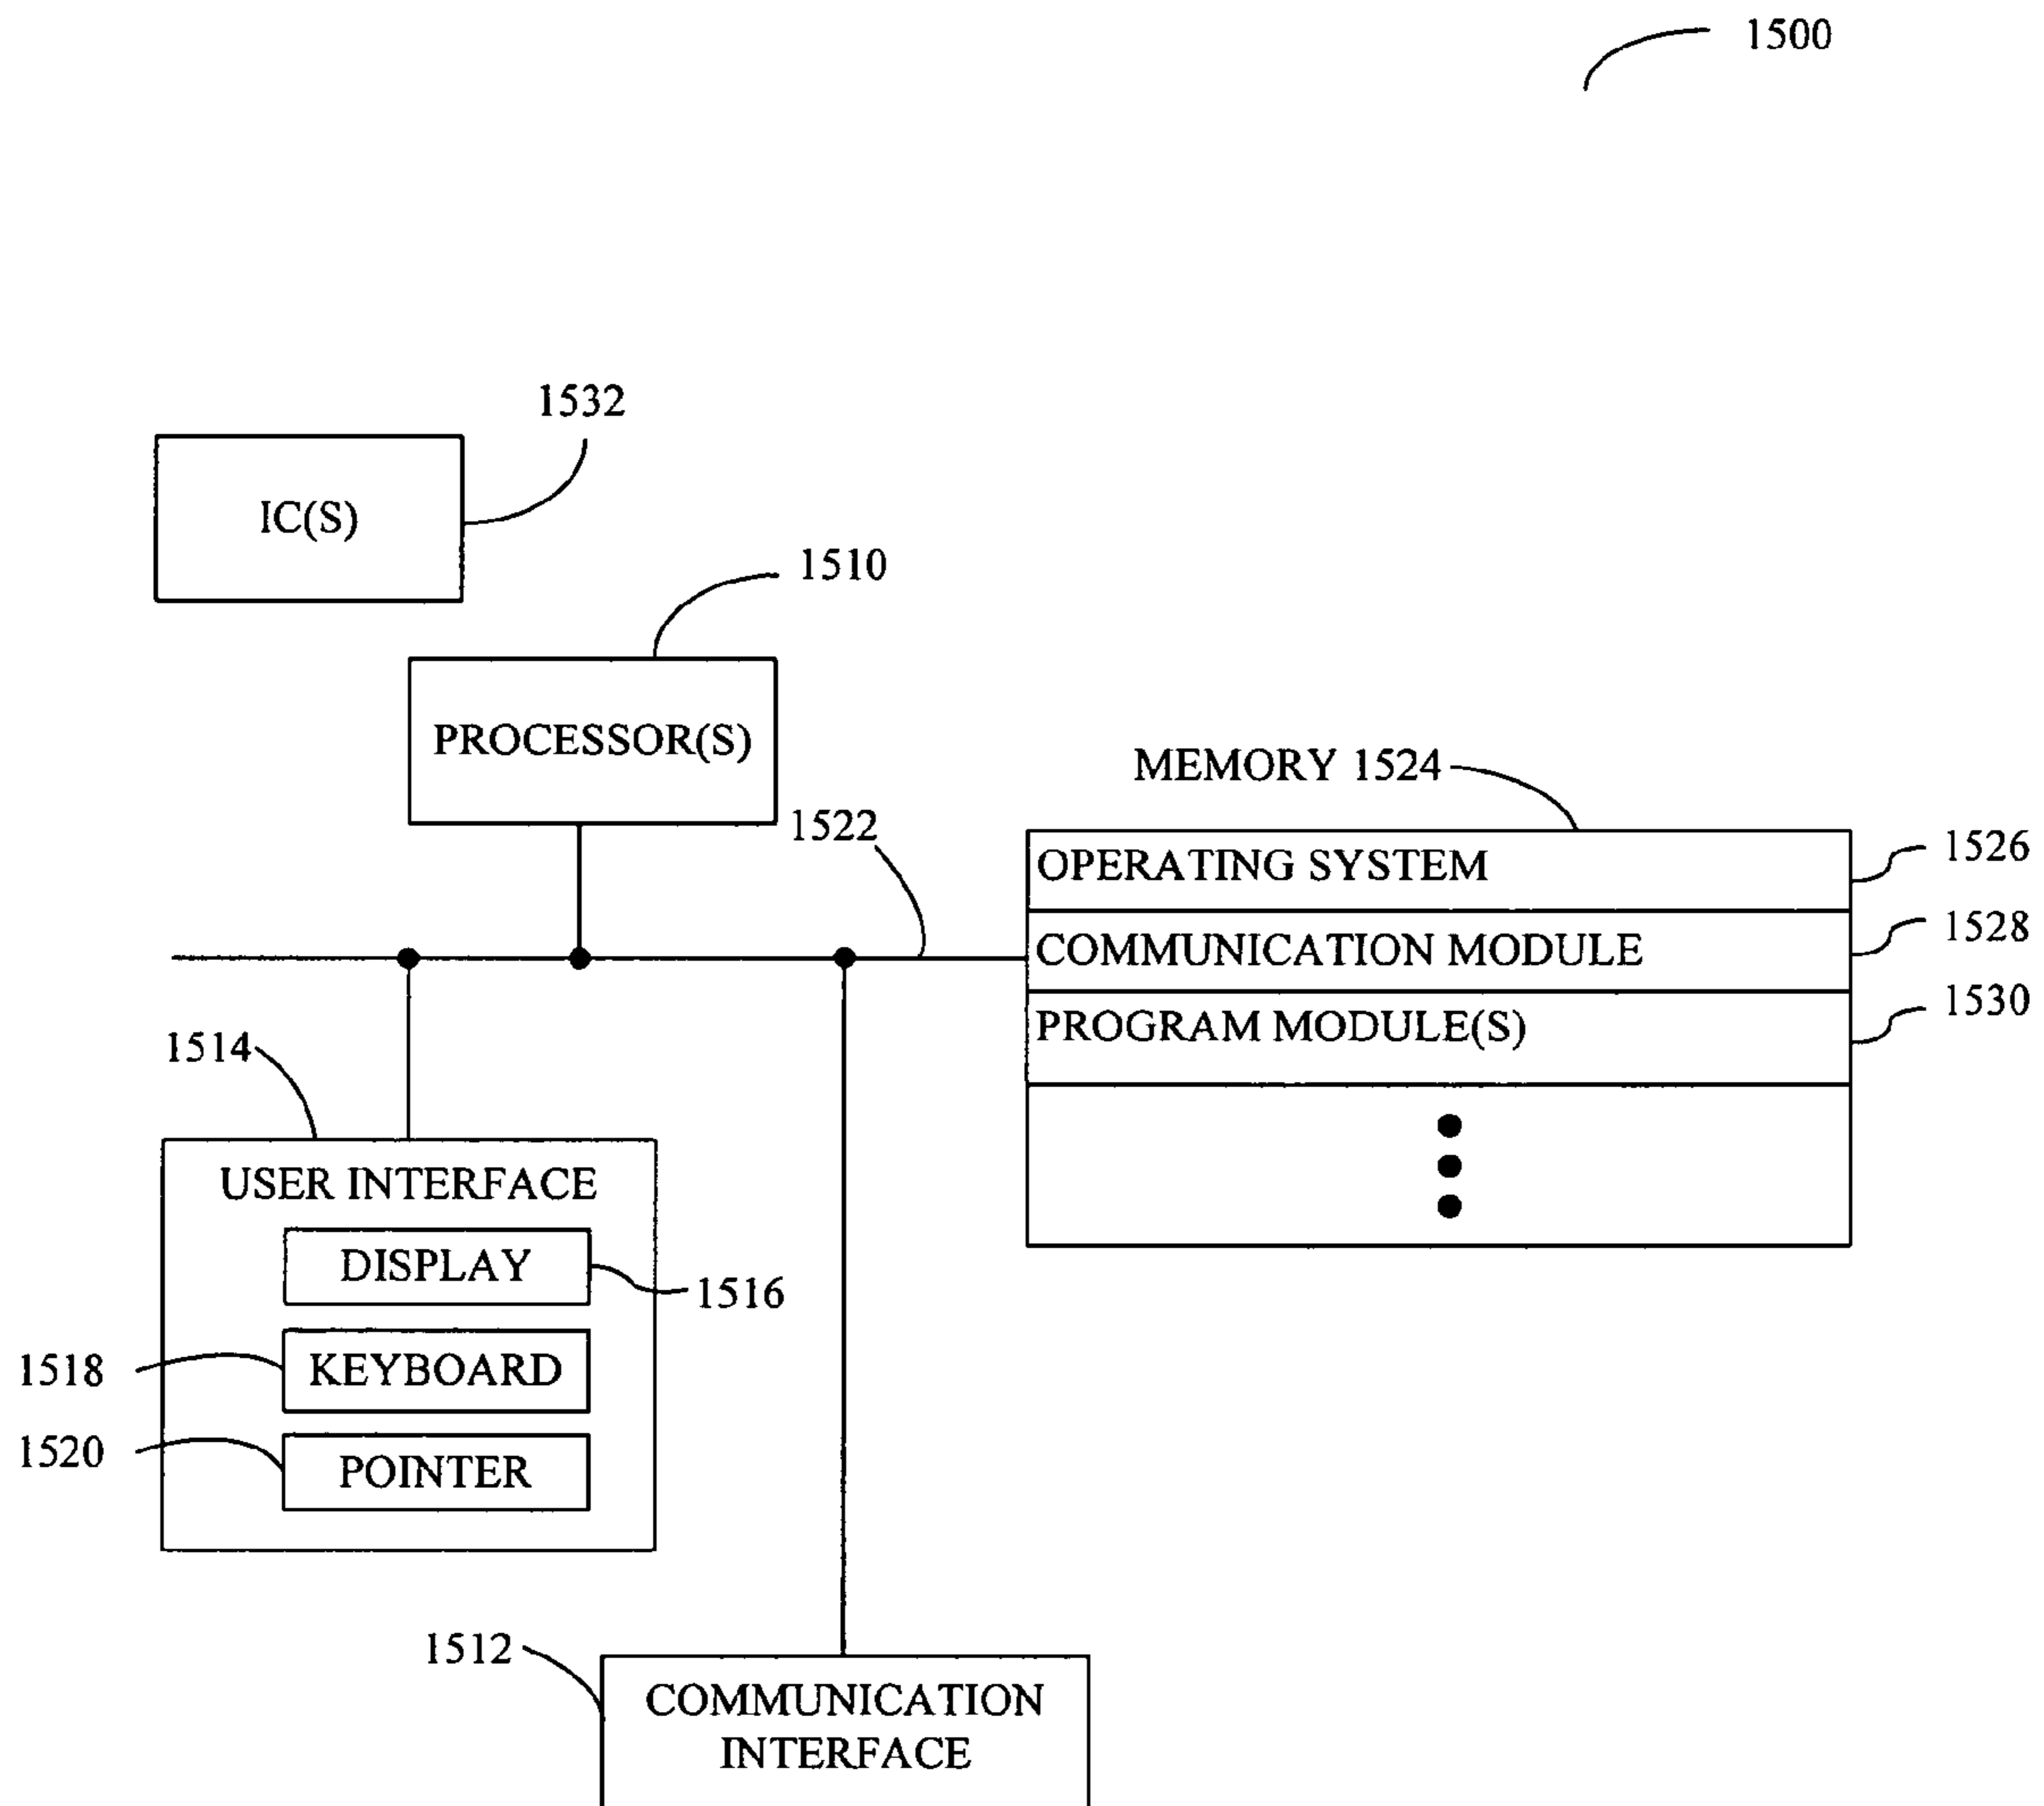 1500
1532
IC(S)
1510
PROCESSOR(S)
MEMORY 1524
1522
OPERATING SYSTEM
1526
COMMUNICATION MODULE
1528
PROGRAM MODULE(S)
1530
1514
USER INTERFACE
DISPLAY
1516
1518
KEYBOARD
1520
POINTER
1512
COMMUNICATION
INTERFACE